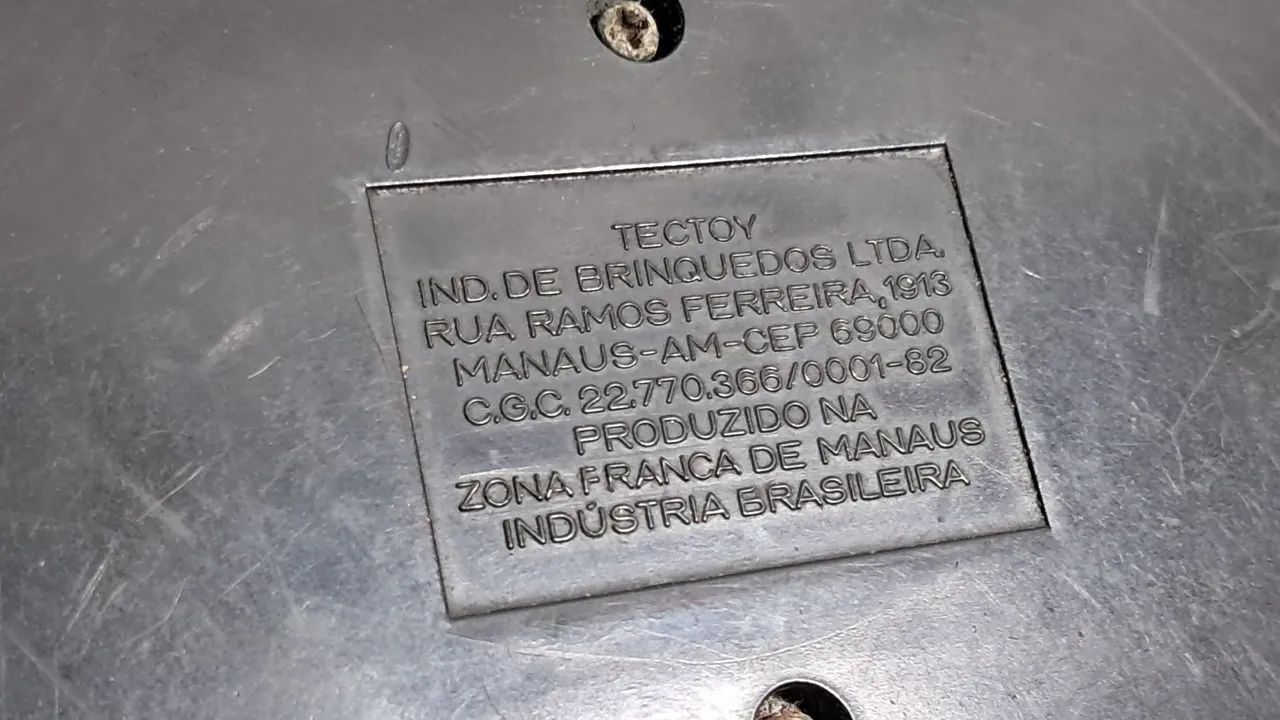 TECTOY
IND. DE BRINQUEDOS LTDA.
RUA RAMOS FERREIRA, 1913
MANAUS-AM-CEP 69000
C.G.C. 22.770.366/0001-82
PRODUZIDO NA
ZONA FRANCA DE MANAUS
INDÚSTRIA BRASILEIRA